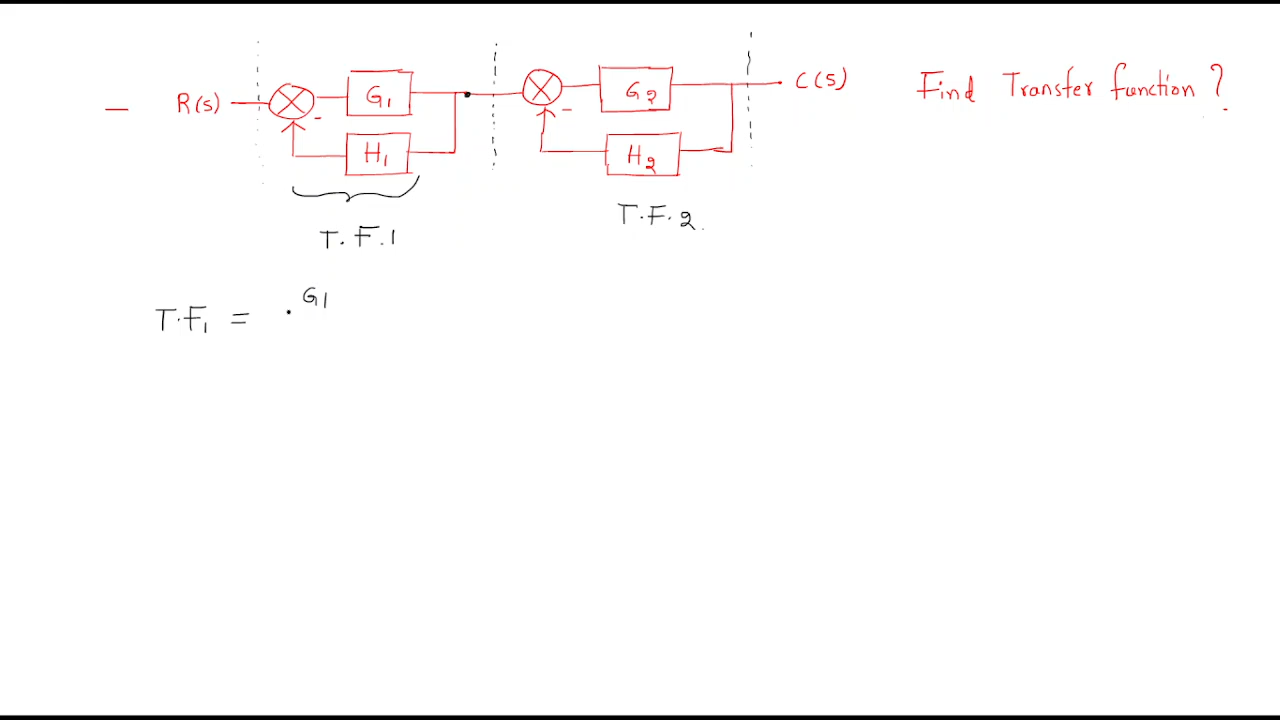 R(s) G1 G2 C(s) Find Transfer function ?
H1 H2
T.F.1 T.F.2
T.F1 = G1